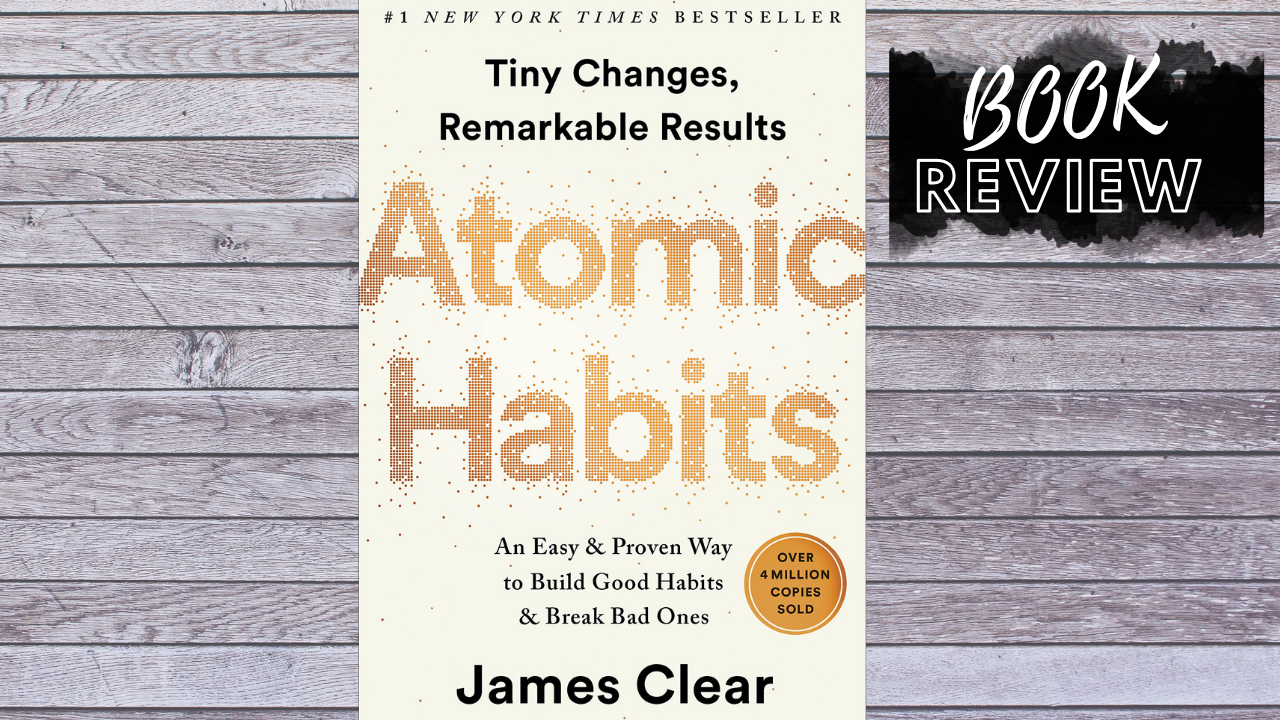 #1 NEW YORK TIMES BESTSELLER
Tiny Changes,
Remarkable Results
Atomic
Habits
An Easy & Proven Way
to Build Good Habits
& Break Bad Ones
OVER
4 MILLION
COPIES
SOLD
James Clear
BOOK
REVIEW